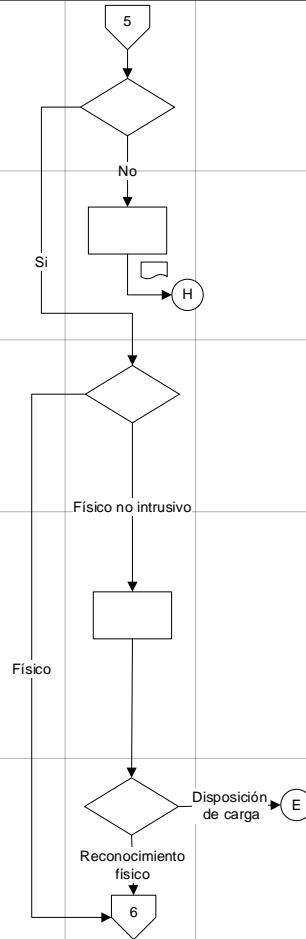 5
No
Si
H
Físico no intrusivo
Físico
Disposición
de carga
E
Reconocimiento
físico
6